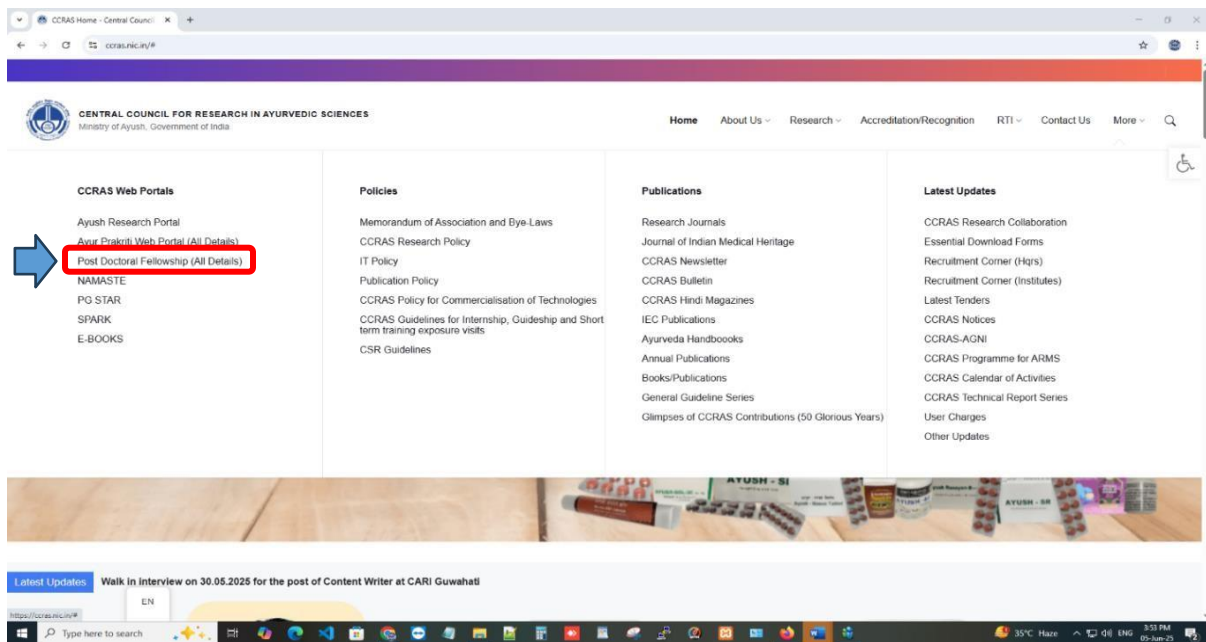 CCRAS Home - Central Counci
ccras.nic.in/#
CENTRAL COUNCIL FOR RESEARCH IN AYURVEDIC SCIENCES
Ministry of Ayush, Government of India
Home About Us Research Accreditation/Recognition RTI Contact Us More
CCRAS Web Portals
Ayush Research Portal
Ayur Prakriti Web Portal (All Details)
Post Doctoral Fellowship (All Details)
NAMASTE
PG STAR
SPARK
E-BOOKS
Policies
Memorandum of Association and Bye-Laws
CCRAS Research Policy
IT Policy
Publication Policy
CCRAS Policy for Commercialisation of Technologies
CCRAS Guidelines for Internship, Guideship and Short
term training exposure visits
CSR Guidelines
Publications
Research Journals
Journal of Indian Medical Heritage
CCRAS Newsletter
CCRAS Bulletin
CCRAS Hindi Magazines
IEC Publications
Ayurveda Handboooks
Annual Publications
Books/Publications
General Guideline Series
Glimpses of CCRAS Contributions (50 Glorious Years)
Latest Updates
CCRAS Research Collaboration
Essential Download Forms
Recruitment Corner (Hqrs)
Recruitment Corner (Institutes)
Latest Tenders
CCRAS Notices
CCRAS-AGNI
CCRAS Programme for ARMS
CCRAS Calendar of Activities
CCRAS Technical Report Series
User Charges
Other Updates
AYUSH - SI
AYUSH - SR
Latest Updates Walk in interview on 30.05.2025 for the post of Content Writer at CARI Guwahati
EN
https://ccras.nic.in/#
Type here to search
35°C Haze ENG 3:53 PM
05-Jun-25